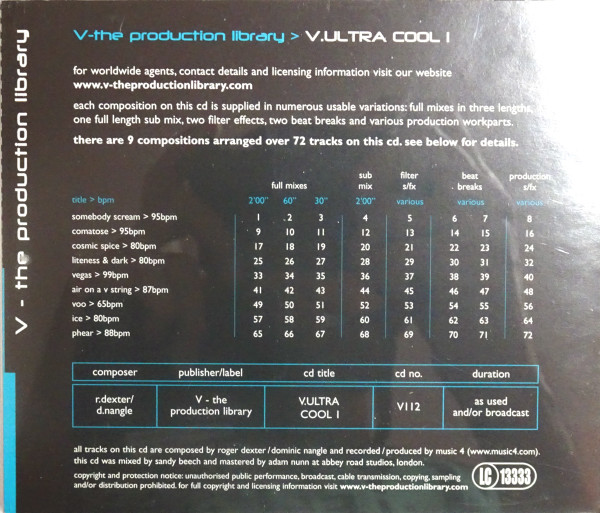 V-the production library > V.ULTRA COOL I
for worldwide agents, contact details and licensing information visit our website
www.v-theproductionlibrary.com
each composition on this cd is supplied in numerous usable variations: full mixes in three lengths,
one full length sub mix, two filter effects, two beat breaks and various production workparts.
there are 9 compositions arranged over 72 tracks on this cd. see below for details.
full mixes sub mix filter s/fx beat breaks production s/fx
title > bpm 2'00" 60" 30" 2'00" various various various
somebody scream > 95bpm 1 2 3 4 5 6 7 8
comatose > 95bpm 9 10 11 12 13 14 15 16
cosmic spice > 80bpm 17 18 19 20 21 22 23 24
liteness & dark > 80bpm 25 26 27 28 29 30 31 32
vegas > 99bpm 33 34 35 36 37 38 39 40
air on a v string > 87bpm 41 42 43 44 45 46 47 48
voo > 65bpm 49 50 51 52 53 54 55 56
ice > 80bpm 57 58 59 60 61 62 63 64
phear > 88bpm 65 66 67 68 69 70 71 72
composer publisher/label cd title cd no. duration
r.dexter/ d.nangle V - the production library V.ULTRA COOL I V112 as used and/or broadcast
all tracks on this cd are composed by roger dexter / dominic nangle and recorded / produced by music 4 (www.music4.com).
this cd was mixed by sandy beech and mastered by adam nunn at abbey road studios, london.
copyright and protection notice: unauthorised public performance, broadcast, cable transmission, copying, sampling
and/or distribution prohibited. for full copyright and licensing information visit www.v-theproductionlibrary.com
LC 13333
V - the production library